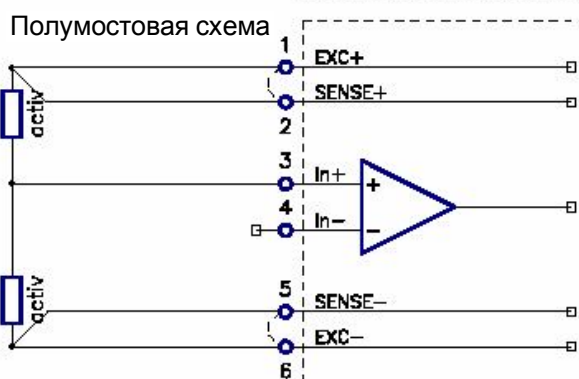 Полумостовая схема
1
EXC+
SENSE+
2
activ
3
In+
+
4
In−
−
activ
5
SENSE−
EXC−
6